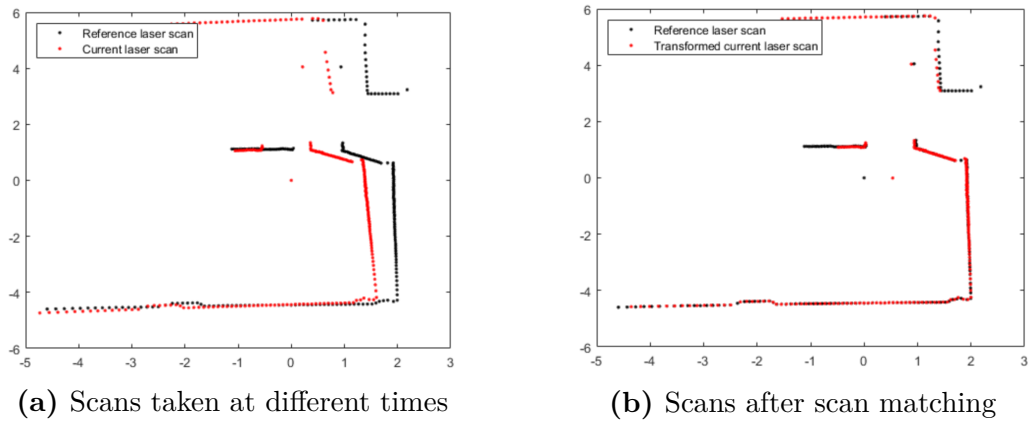 6
4
2
0
-2
-4
-6
-5 -4 -3 -2 -1 0 1 2 3
Reference laser scan
Current laser scan
(a) Scans taken at different times
6
4
2
0
-2
-4
-6
-5 -4 -3 -2 -1 0 1 2 3
Reference laser scan
Transformed current laser scan
(b) Scans after scan matching